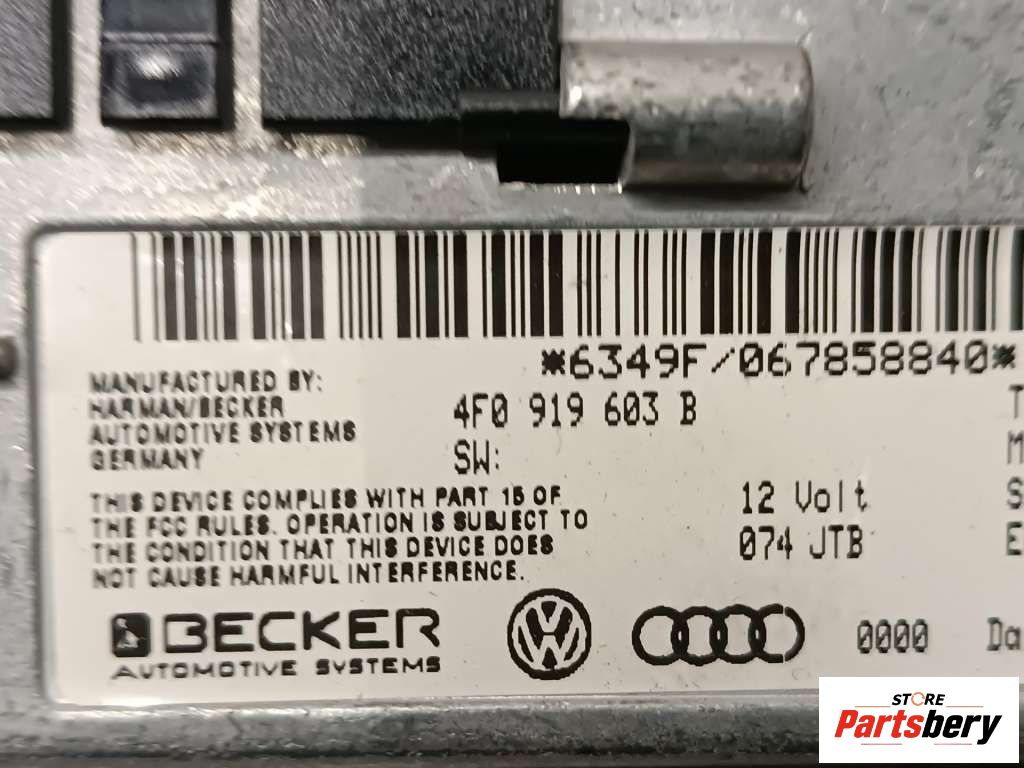 *6349F/067858840*
MANUFACTURED BY:
HARMAN/BECKER
AUTOMOTIVE SYSTEMS
GERMANY
4F0 919 603 B
SW:
THIS DEVICE COMPLIES WITH PART 15 OF
THE FCC RULES. OPERATION IS SUBJECT TO
THE CONDITION THAT THIS DEVICE DOES
NOT CAUSE HARMFUL INTERFERENCE.
12 Volt
074 JTB
T
M
S
E
BECKER
AUTOMOTIVE SYSTEMS
VW
0000 Da
STORE
Partsbery